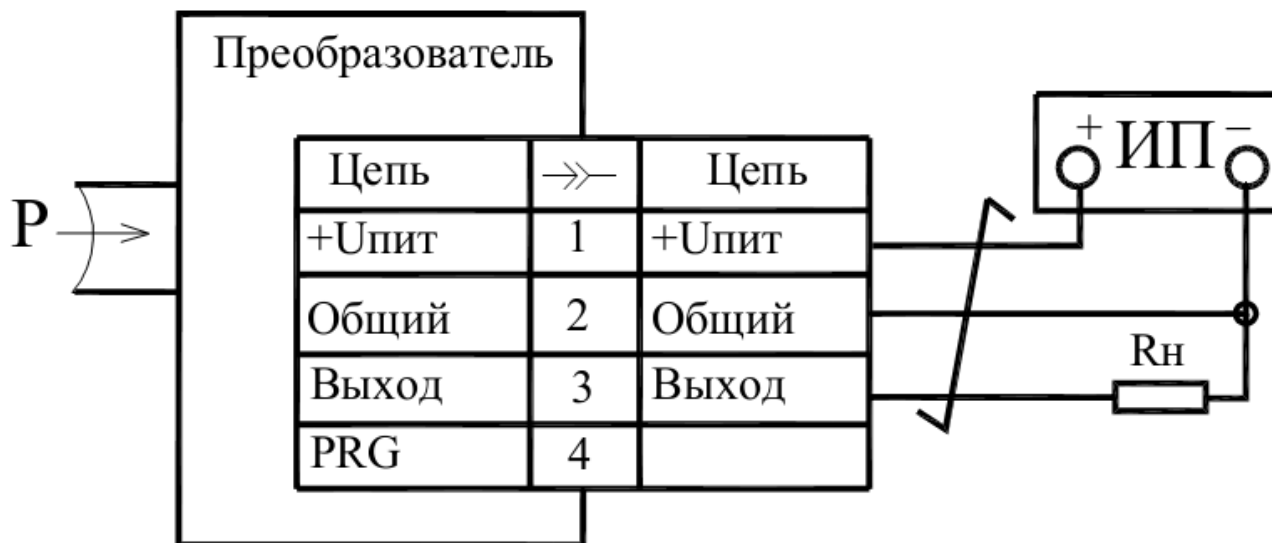 Преобразователь
+ ИП −
Цепь Цепь
P
+Uпит 1 +Uпит
Общий 2 Общий
Rн
Выход 3 Выход
PRG 4